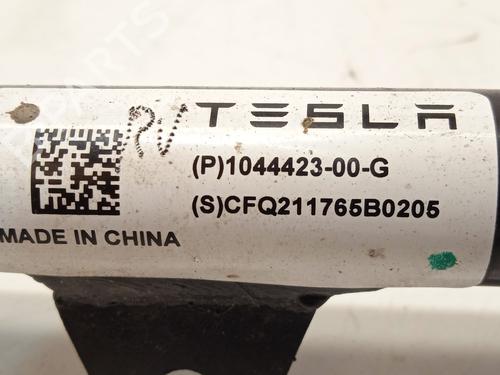 RV TESLA
(P)1044423-00-G
(S)CFQ211765B0205
MADE IN CHINA